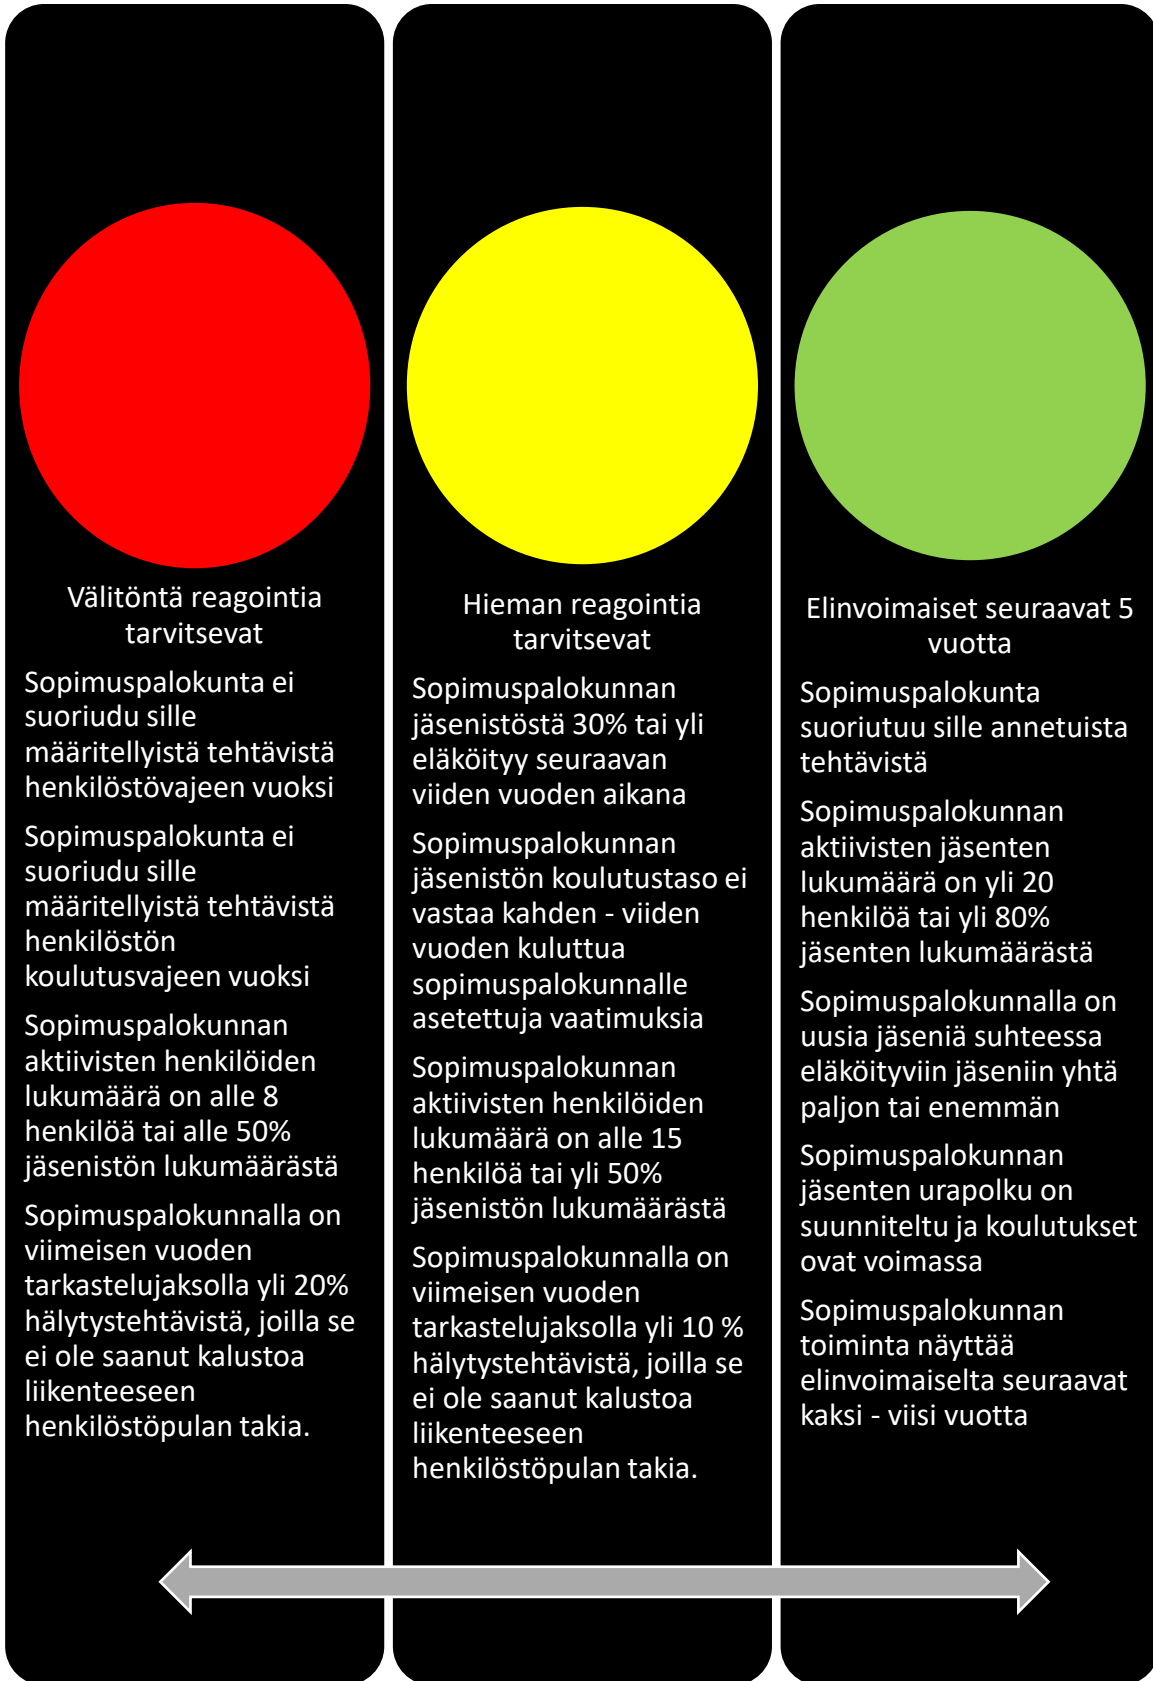 Välitöntä reagointia
tarvitsevat
Sopimuspalokunta ei
suoriudu sille
määritellyistä tehtävistä
henkilöstövajeen vuoksi
Sopimuspalokunta ei
suoriudu sille
määritellyistä tehtävistä
henkilöstön
koulutusvajeen vuoksi
Sopimuspalokunnan
aktiivisten henkilöiden
lukumäärä on alle 8
henkilöä tai alle 50%
jäsenistön lukumäärästä
Sopimuspalokunnalla on
viimeisen vuoden
tarkastelujaksolla yli 20%
hälytystehtävistä, joilla se
ei ole saanut kalustoa
liikenteeseen
henkilöstöpulan takia.
Hieman reagointia
tarvitsevat
Sopimuspalokunnan
jäsenistöstä 30% tai yli
eläköityy seuraavan
viiden vuoden aikana
Sopimuspalokunnan
jäsenistön koulutustaso ei
vastaa kahden - viiden
vuoden kuluttua
sopimuspalokunnalle
asetettuja vaatimuksia
Sopimuspalokunnan
aktiivisten henkilöiden
lukumäärä on alle 15
henkilöä tai yli 50%
jäsenistön lukumäärästä
Sopimuspalokunnalla on
viimeisen vuoden
tarkastelujaksolla yli 10 %
hälytystehtävistä, joilla se
ei ole saanut kalustoa
liikenteeseen
henkilöstöpulan takia.
Elinvoimaiset seuraavat 5
vuotta
Sopimuspalokunta
suoriutuu sille annetuista
tehtävistä
Sopimuspalokunnan
aktiivisten jäsenten
lukumäärä on yli 20
henkilöä tai yli 80%
jäsenten lukumäärästä
Sopimuspalokunnalla on
uusia jäseniä suhteessa
eläköityviin jäseniin yhtä
paljon tai enemmän
Sopimuspalokunnan
jäsenten urapolku on
suunniteltu ja koulutukset
ovat voimassa
Sopimuspalokunnan
toiminta näyttää
elinvoimaiselta seuraavat
kaksi - viisi vuotta